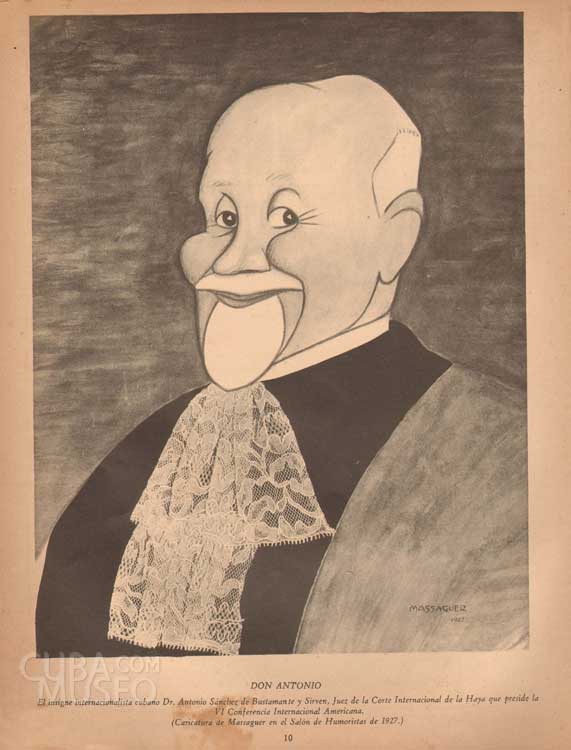 MASSAGUER
1927
DON ANTONIO
El insigne internacionalista cubano Dr. Antonio Sánchez de Bustamante y Sirven, Juez de la Corte Internacional de la Haya que preside la
VI Conferencia Internacional Americana.
(Caricatura de Massaguer en el Salón de Humoristas de 1927.)
10
CUBA.COM
MUSEO